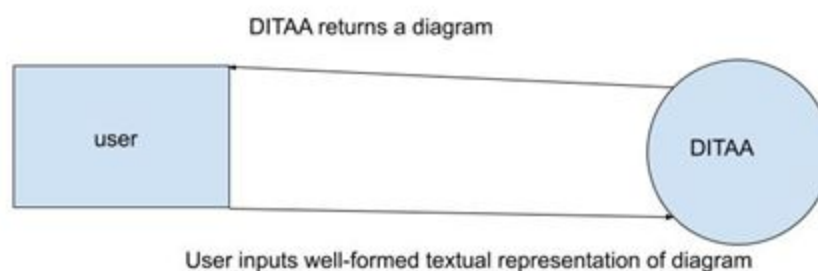 DITAA returns a diagram
user
DITAA
User inputs well-formed textual representation of diagram